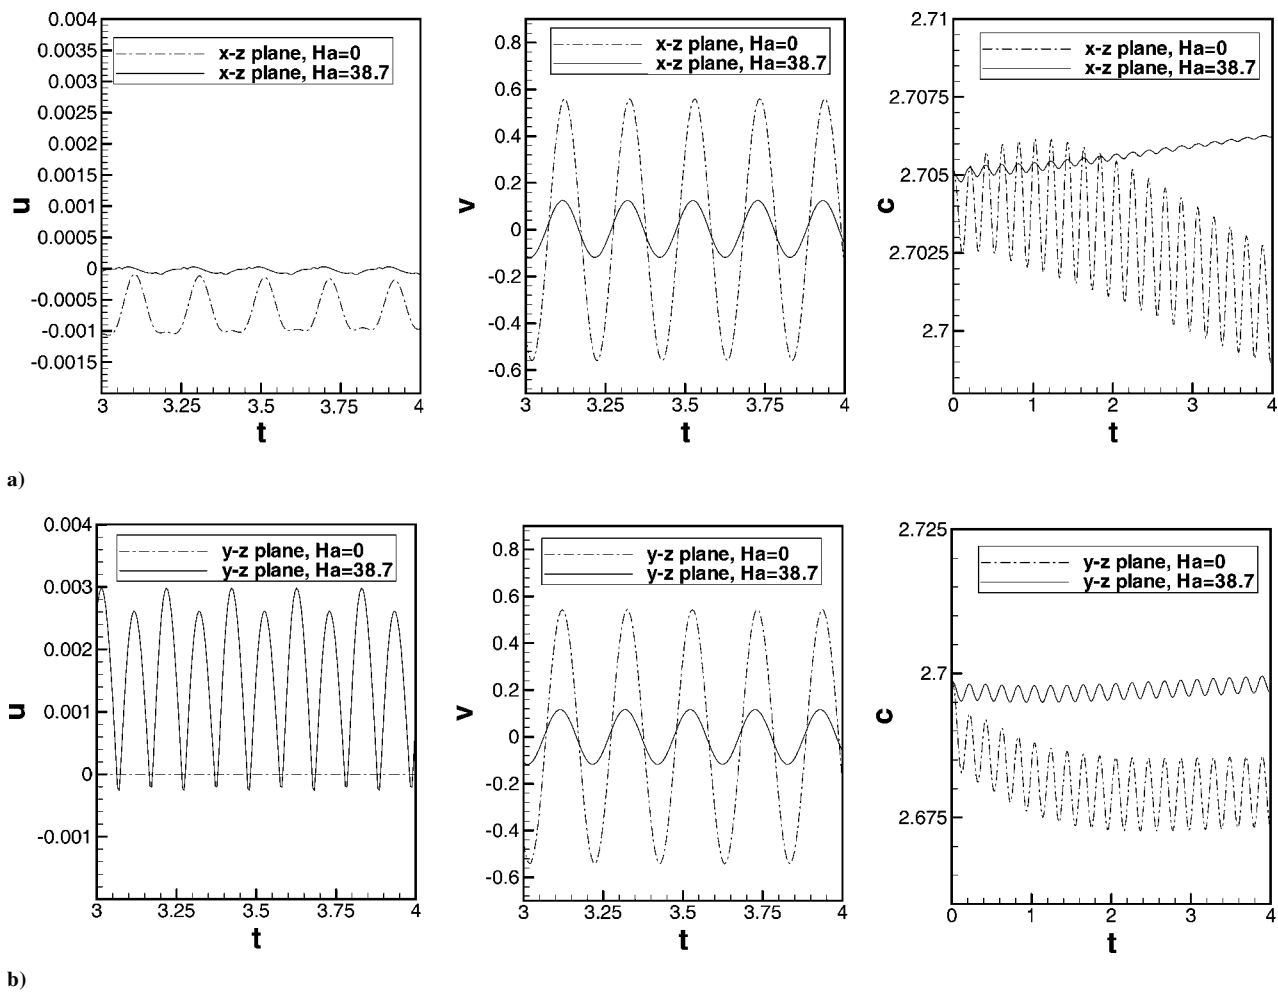 0.004
0.0035
0.003
0.0025
0.002
0.0015
0.001
0.0005
0
-0.0005
-0.001
-0.0015
u
x-z plane, Ha=0
x-z plane, Ha=38.7
3
3.25
3.5
3.75
4
t
0.8
0.6
0.4
0.2
0
-0.2
-0.4
-0.6
v
x-z plane, Ha=0
x-z plane, Ha=38.7
3
3.25
3.5
3.75
4
t
2.71
2.7075
2.705
2.7025
2.7
c
x-z plane, Ha=0
x-z plane, Ha=38.7
0
1
2
3
4
t
a)
0.004
0.003
0.002
0.001
0
-0.001
u
y-z plane, Ha=0
y-z plane, Ha=38.7
3
3.25
3.5
3.75
4
t
0.8
0.6
0.4
0.2
0
-0.2
-0.4
-0.6
v
y-z plane, Ha=0
y-z plane, Ha=38.7
3
3.25
3.5
3.75
4
t
2.725
2.7
2.675
c
y-z plane, Ha=0
y-z plane, Ha=38.7
0
1
2
3
4
t
b)